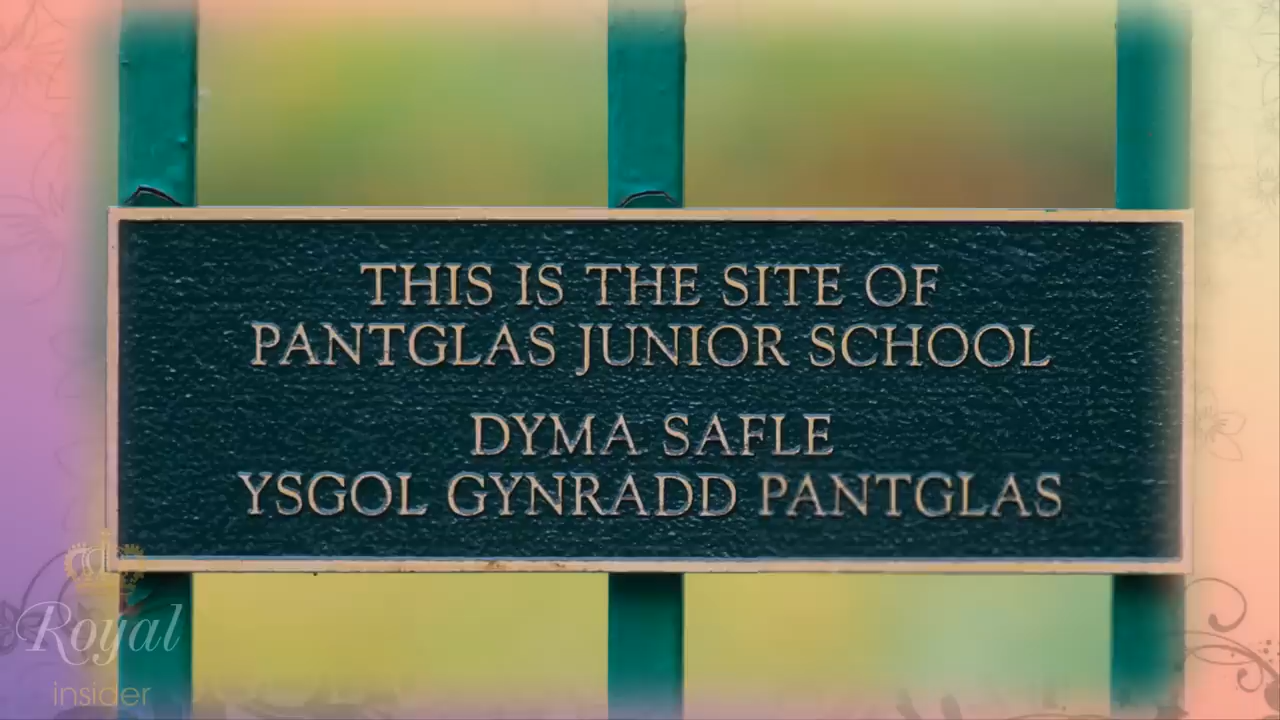 THIS IS THE SITE OF
PANTGLAS JUNIOR SCHOOL
DYMA SAFLE
YSGOL GYNRADD PANTGLAS
Royal
insider